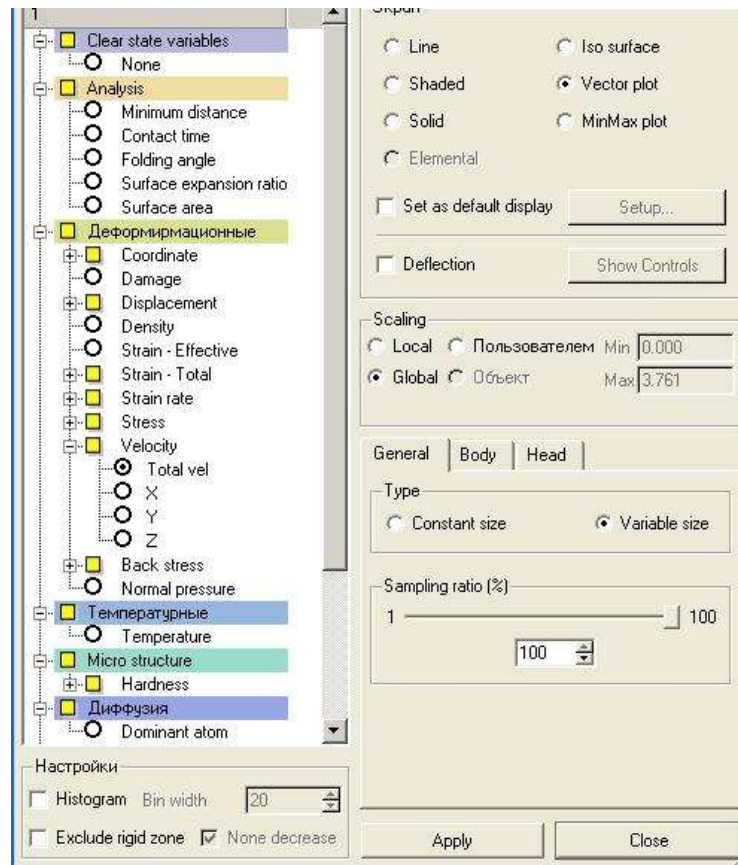 1
Clear state variables
None
Analysis
Minimum distance
Contact time
Folding angle
Surface expansion ratio
Surface area
Деформирмационные
Coordinate
Damage
Displacement
Density
Strain - Effective
Strain - Total
Strain rate
Stress
Velocity
Total vel
X
Y
Z
Back stress
Normal pressure
Температурные
Temperature
Micro structure
Hardness
Диффузия
Dominant atom
Настройки
Histogram Bin width 20
Exclude rigid zone None decrease
Экран
Line Iso surface
Shaded Vector plot
Solid MinMax plot
Elemental
Set as default display Setup...
Deflection Show Controls
Scaling
Local Пользователем Min 0.000
Global Объект Max 3.761
General Body Head
Type
Constant size Variable size
Sampling ratio (%)
1 100
100
Apply Close